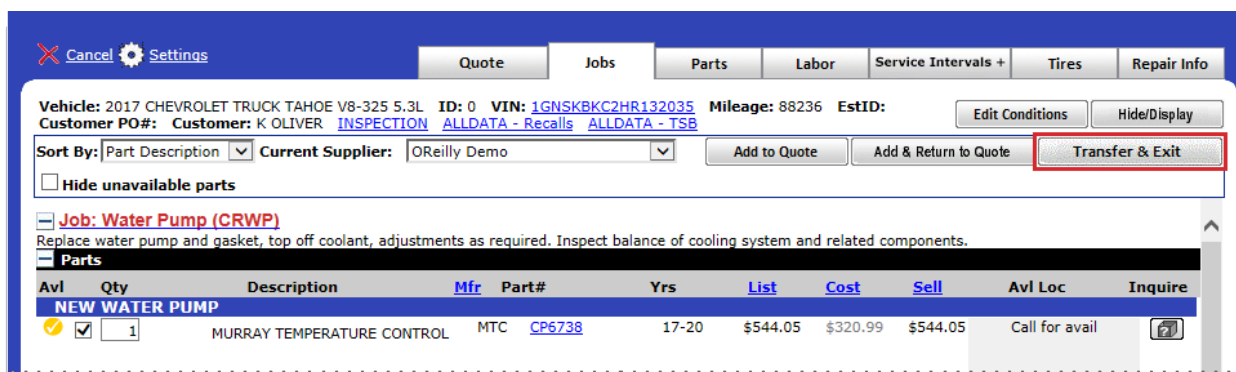 Cancel Settings
Quote Jobs Parts Labor Service Intervals + Tires Repair Info
Vehicle: 2017 CHEVROLET TRUCK TAHOE V8-325 5.3L ID: 0 VIN: 1GNSKBKC2HR132035 Mileage: 88236 EstID:
Customer PO#: Customer: K OLIVER INSPECTION ALLDATA - Recalls ALLDATA - TSB
Edit Conditions Hide/Display
Sort By: Part Description Current Supplier: OReilly Demo Add to Quote Add & Return to Quote Transfer & Exit
Hide unavailable parts
Job: Water Pump (CRWP)
Replace water pump and gasket, top off coolant, adjustments as required. Inspect balance of cooling system and related components.
Parts
Avl Qty Description Mfr Part# Yrs List Cost Sell Avl Loc Inquire
NEW WATER PUMP
1 MURRAY TEMPERATURE CONTROL MTC CP6738 17-20 $544.05 $320.99 $544.05 Call for avail